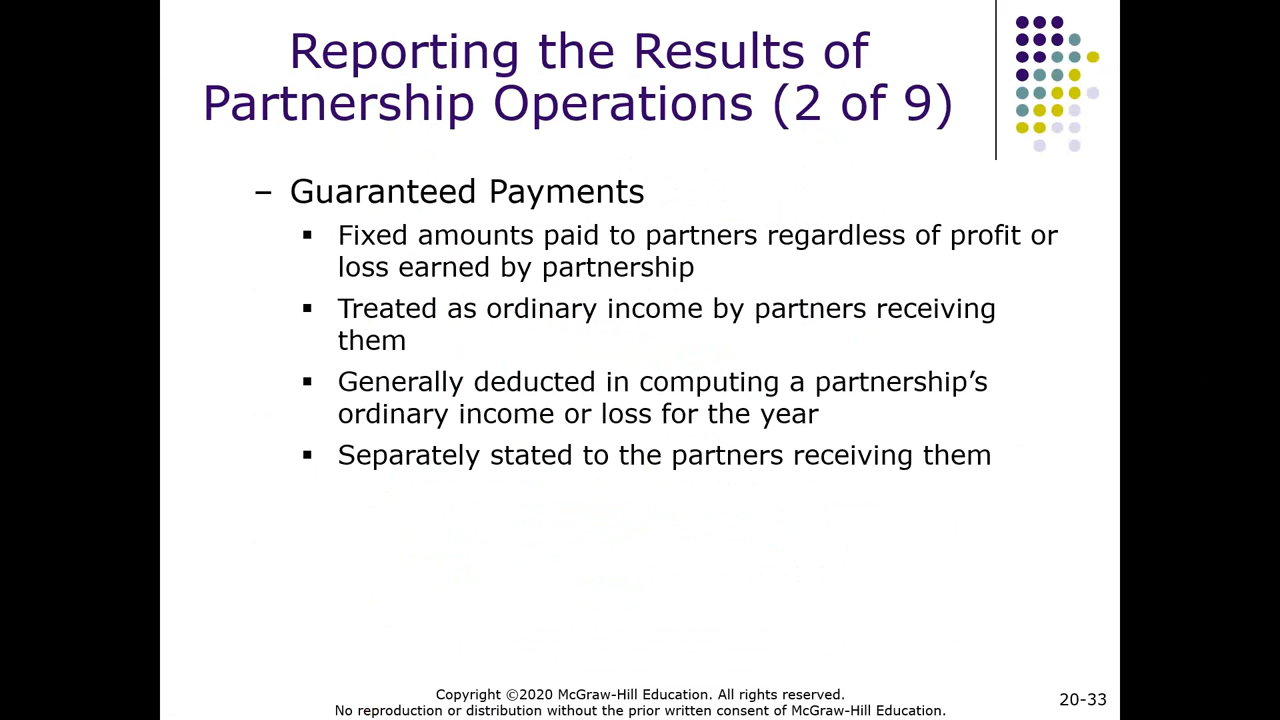 Reporting the Results of
Partnership Operations (2 of 9)
– Guaranteed Payments
▪ Fixed amounts paid to partners regardless of profit or
loss earned by partnership
▪ Treated as ordinary income by partners receiving
them
▪ Generally deducted in computing a partnership’s
ordinary income or loss for the year
▪ Separately stated to the partners receiving them
Copyright ©2020 McGraw-Hill Education. All rights reserved.
No reproduction or distribution without the prior written consent of McGraw-Hill Education.
20-33